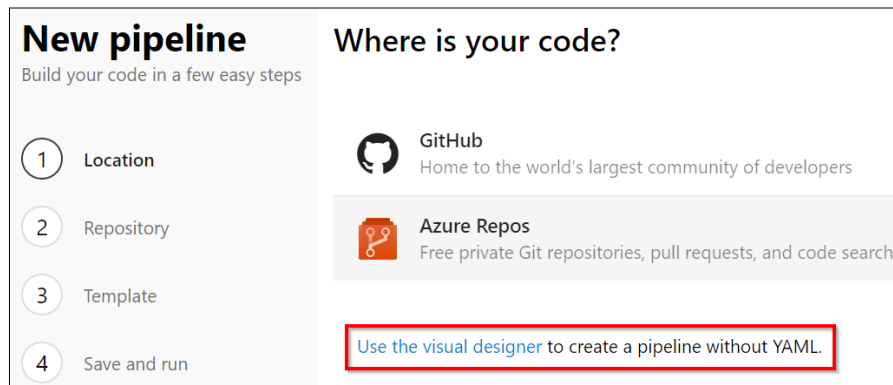 New pipeline
Build your code in a few easy steps
1 Location
2 Repository
3 Template
4 Save and run
Where is your code?
GitHub
Home to the world's largest community of developers
Azure Repos
Free private Git repositories, pull requests, and code search
Use the visual designer to create a pipeline without YAML.